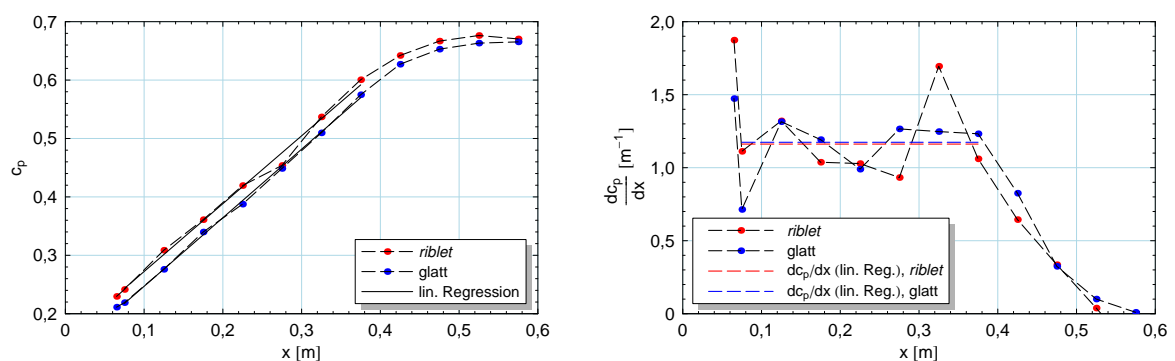 0,7
0,6
0,5
0,4
0,3
0,2
c_p
0 0,1 0,2 0,3 0,4 0,5 0,6
x [m]
riblet
glatt
lin. Regression
2,0
1,5
1,0
0,5
0
dc_p/dx [m⁻¹]
0 0,1 0,2 0,3 0,4 0,5 0,6
x [m]
riblet
glatt
dc_p/dx (lin. Reg.), riblet
dc_p/dx (lin. Reg.), glatt